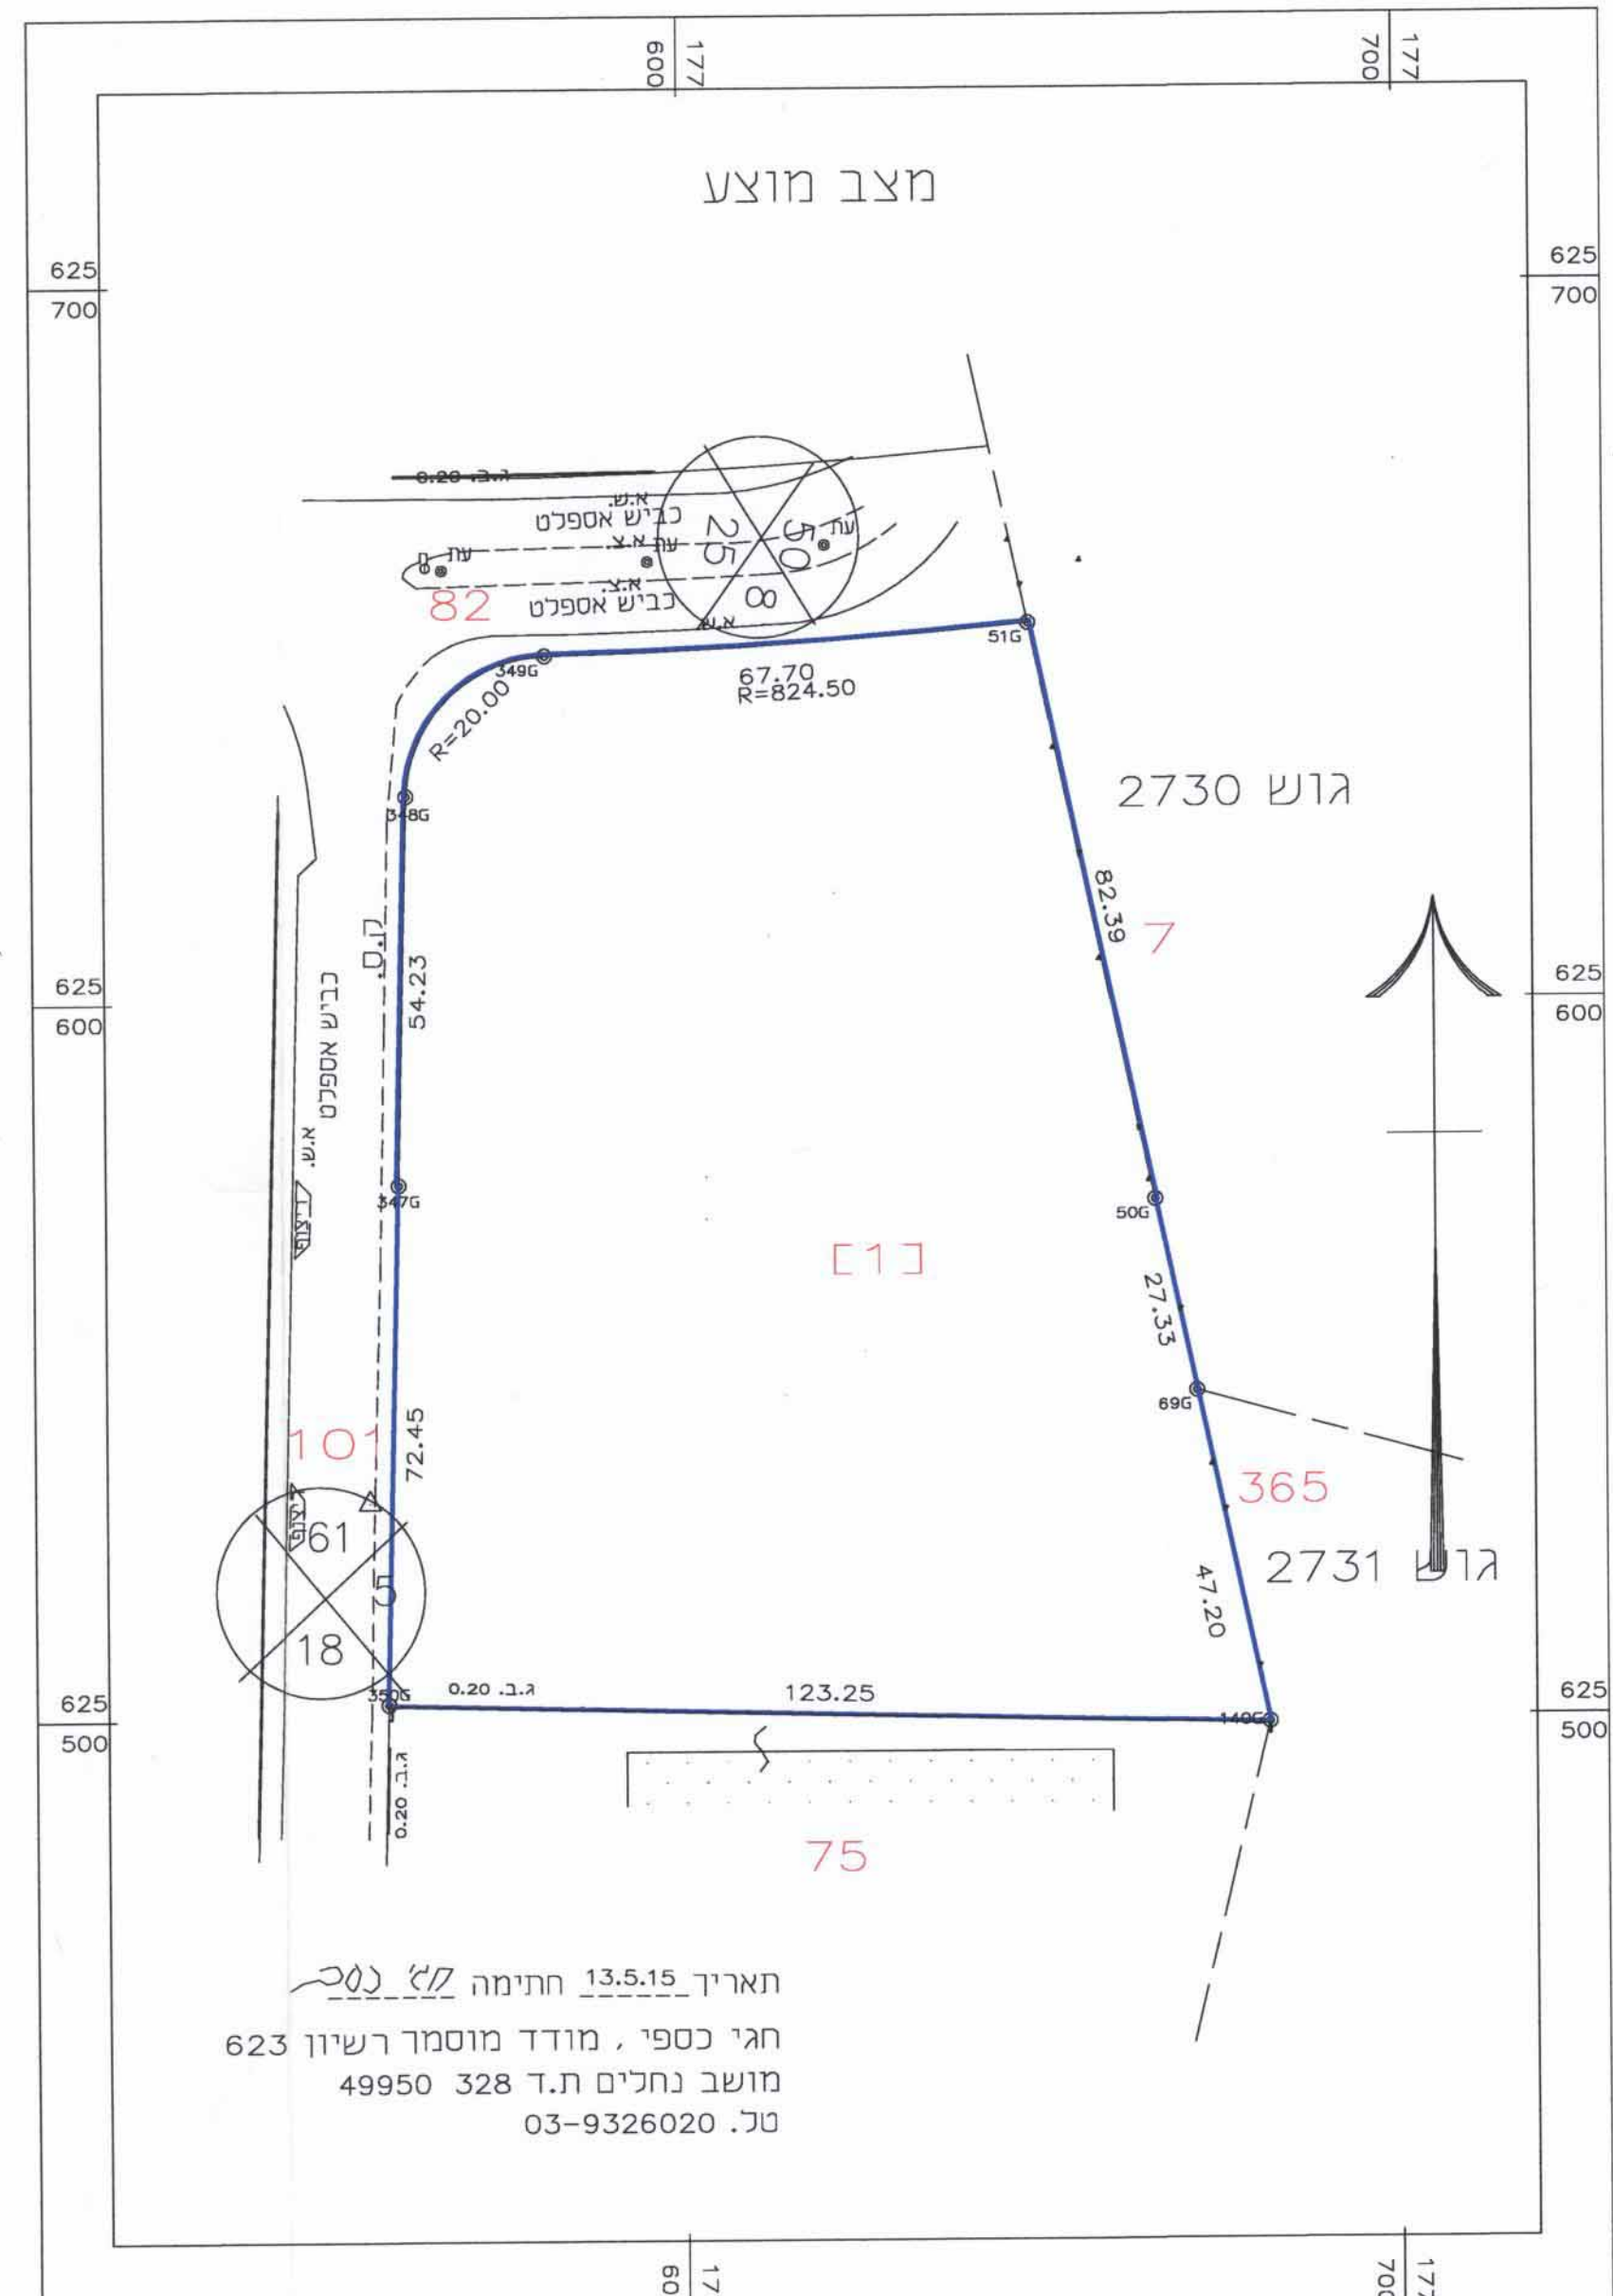 600 177
700 177
מצב מוצע
625
700
625
700
ג.ב. 0.20
א.ש.
כביש אספלט
עת
עת א.צ.
עת
א.צ.
כביש אספלט
א.ש
25
50
8
82
51G
349G
67.70
R=824.50
R=20.00
348G
גוש 2730
82.39
7
ק.ס.
54.23
625
600
625
600
כביש אספלט
א.ש.
347G
50G
[1]
27.33
69G
72.45
101
365
61
5
18
גוש 2731
47.20
350G
ג.ב. 0.20
123.25
140G
625
500
625
500
ג.ב. 0.20
75
תאריך 13.5.15 חתימה חגי כספי
חגי כספי , מודד מוסמך רשיון 623
מושב נחלים ת.ד 328 49950
טל. 03-9326020
60 17
700 177